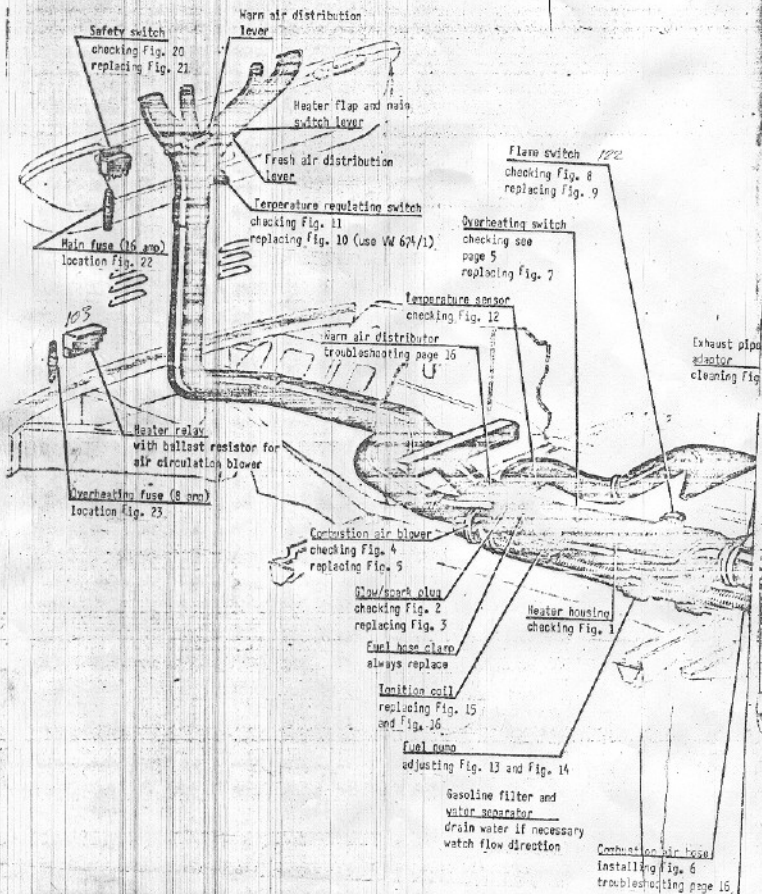 Safety switch
checking Fig. 20
replacing Fig. 21
Warm air distribution
lever
Heater flap and main
switch lever
Fresh air distribution
lever
Temperature regulating switch
checking Fig. 11
replacing Fig. 10 (use VW 674/1)
Main fuse (16 amp)
location Fig. 22
Flame switch 122
checking Fig. 8
replacing Fig. 9
Overheating switch
checking see
page 5
replacing Fig. 7
Temperature sensor
checking Fig. 12
Warm air distributor
troubleshooting page 16
Exhaust pipe
adaptor
cleaning Fig
103
Heater relay
with ballast resistor for
air circulation blower
Overheating fuse (8 amp)
location Fig. 23
Combustion air blower
checking Fig. 4
replacing Fig. 5
Glow/spark plug
checking Fig. 2
replacing Fig. 3
Heater housing
checking Fig. 1
Fuel hose clamp
always replace
Ignition coil
replacing Fig. 15
and Fig. 16
Fuel pump
adjusting Fig. 13 and Fig. 14
Gasoline filter and
water separator
drain water if necessary
watch flow direction
Combustion air hose
installing Fig. 6
troubleshooting page 16